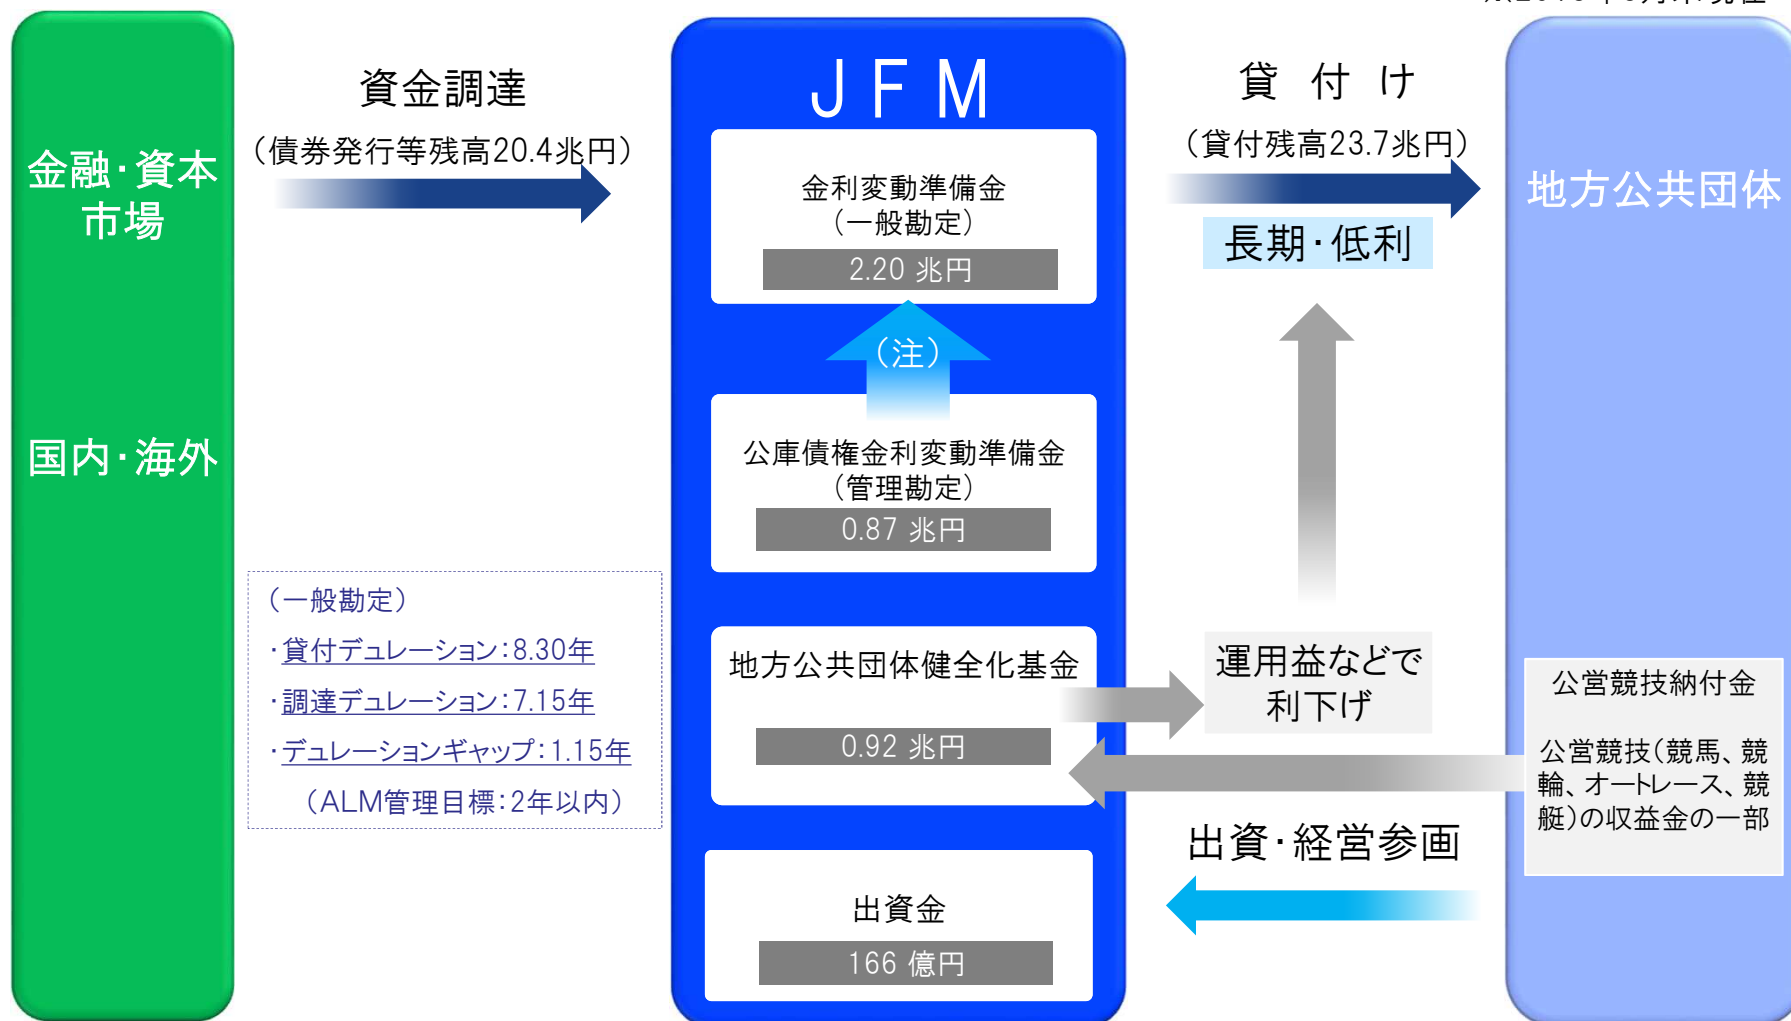 金融・資本
市場
国内・海外
資金調達
（債券発行等残高20.4兆円）
（一般勘定）
・貸付デュレーション：8.30年
・調達デュレーション：7.15年
・デュレーションギャップ：1.15年
（ALM管理目標：2年以内）
JFM
金利変動準備金
（一般勘定）
2.20 兆円
（注）
公庫債権金利変動準備金
（管理勘定）
0.87 兆円
地方公共団体健全化基金
0.92 兆円
出資金
166 億円
貸 付 け
（貸付残高23.7兆円）
長期・低利
運用益などで
利下げ
出資・経営参画
地方公共団体
公営競技納付金
公営競技（競馬、競
輪、オートレース、競
艇）の収益金の一部